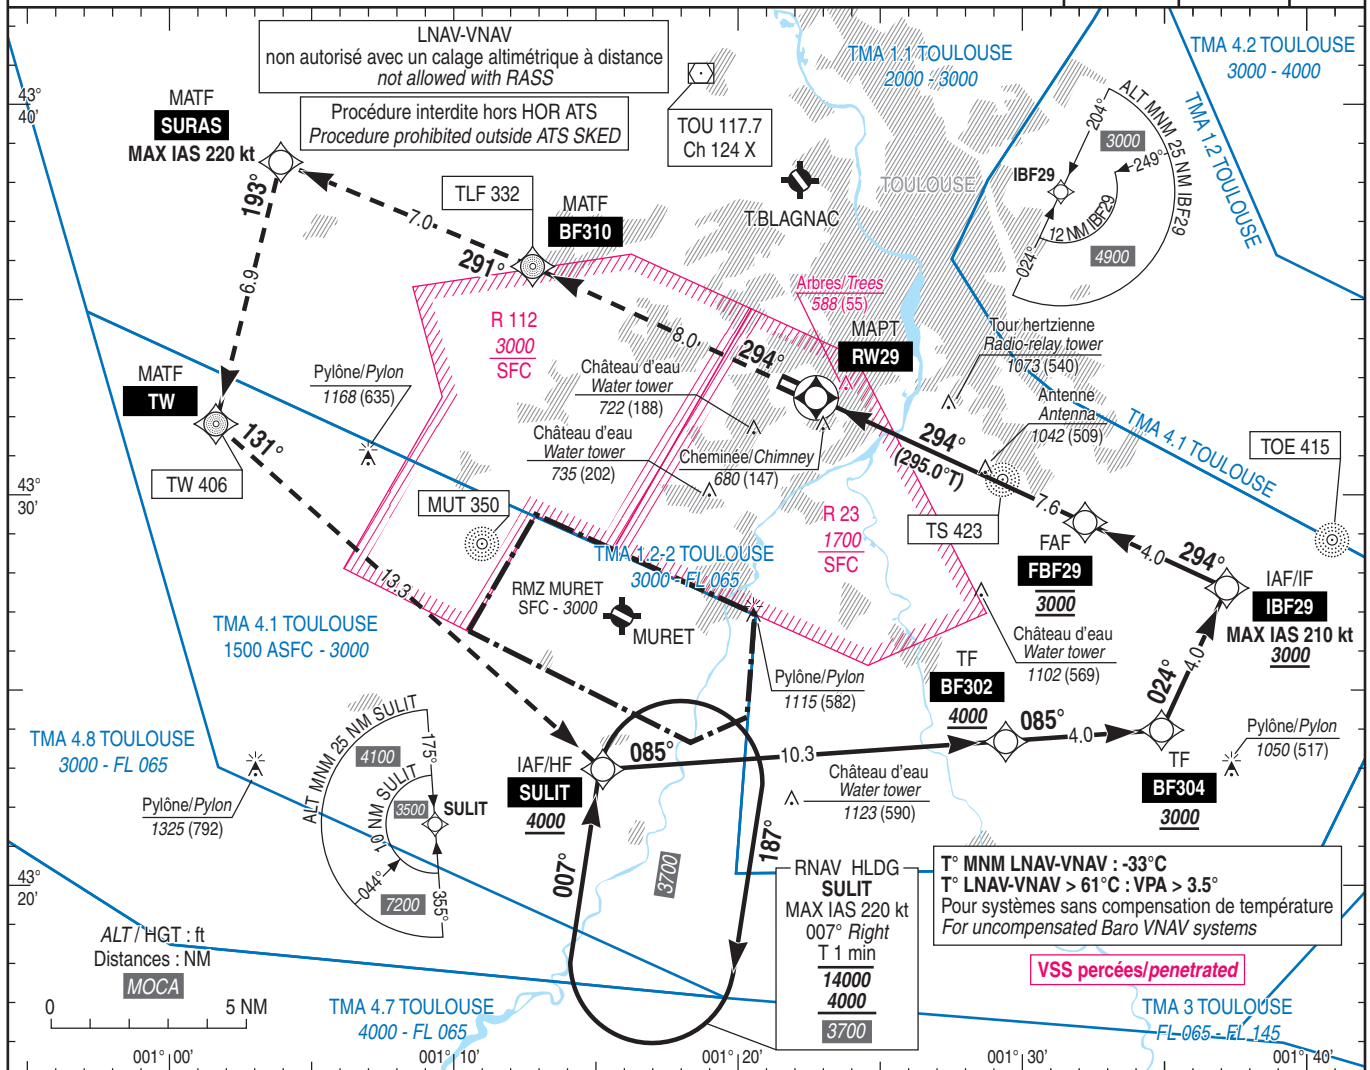 LNAV-VNAV
non autorisé avec un calage altimétrique à distance
not allowed with RASS
Procédure interdite hors HOR ATS
Procedure prohibited outside ATS SKED
TOU 117.7
Ch 124 X
TMA 1.1 TOULOUSE
2000 - 3000
TMA 4.2 TOULOUSE
3000 - 4000
TMA 1.2 TOULOUSE
43°
40'
MATF
SURAS
MAX IAS 220 kt
193°
7.0
TLF 332
MATF
BF310
291°
T.BLAGNAC
TOULOUSE
ALT MNM 25 NM IBF29
204°
3000
249°
IBF29
12 NM IBF29
024°
4900
6.9
R 112
3000
SFC
8.0
294°
Arbres/Trees
588 (55)
MAPT
RW29
Tour hertzienne
Radio-relay tower
1073 (540)
Antenne
Antenna
1042 (509)
MATF
TW
Pylône/Pylon
1168 (635)
Château d'eau
Water tower
722 (188)
Château d'eau
Water tower
735 (202)
Cheminée/Chimney
680 (147)
294°
(295.0°T)
TMA 4.1 TOULOUSE
TOE 415
131°
TW 406
43°
30'
MUT 350
R 23
1700
SFC
TS 423
7.6
FAF
FBF29
3000
4.0
294°
IAF/IF
IBF29
MAX IAS 210 kt
3000
TMA 1.2-2 TOULOUSE
3000 - FL 065
RMZ MURET
SFC - 3000
MURET
13.3
TMA 4.1 TOULOUSE
1500 ASFC - 3000
Château d'eau
Water tower
1102 (569)
Pylône/Pylon
1115 (582)
TF
BF302
4000
085°
4.0
024°
4.0
TF
BF304
3000
Pylône/Pylon
1050 (517)
TMA 4.8 TOULOUSE
3000 - FL 065
Pylône/Pylon
1325 (792)
ALT MNM 25 NM SULIT
4100
175°
10 NM SULIT
3500
SULIT
044°
7200
355°
IAF/HF
SULIT
4000
085°
10.3
Château d'eau
Water tower
1123 (590)
007°
3700
187°
43°
20'
RNAV HLDG
SULIT
MAX IAS 220 kt
007° Right
T 1 min
14000
4000
3700
T° MNM LNAV-VNAV : -33°C
T° LNAV-VNAV > 61°C : VPA > 3.5°
Pour systèmes sans compensation de température
For uncompensated Baro VNAV systems
VSS percées/penetrated
ALT / HGT : ft
Distances : NM
MOCA
0 5 NM
TMA 4.7 TOULOUSE
4000 - FL 065
TMA 3 TOULOUSE
FL 065 - FL 145
001° 00'
001° 10'
001° 20'
001° 30'
001° 40'